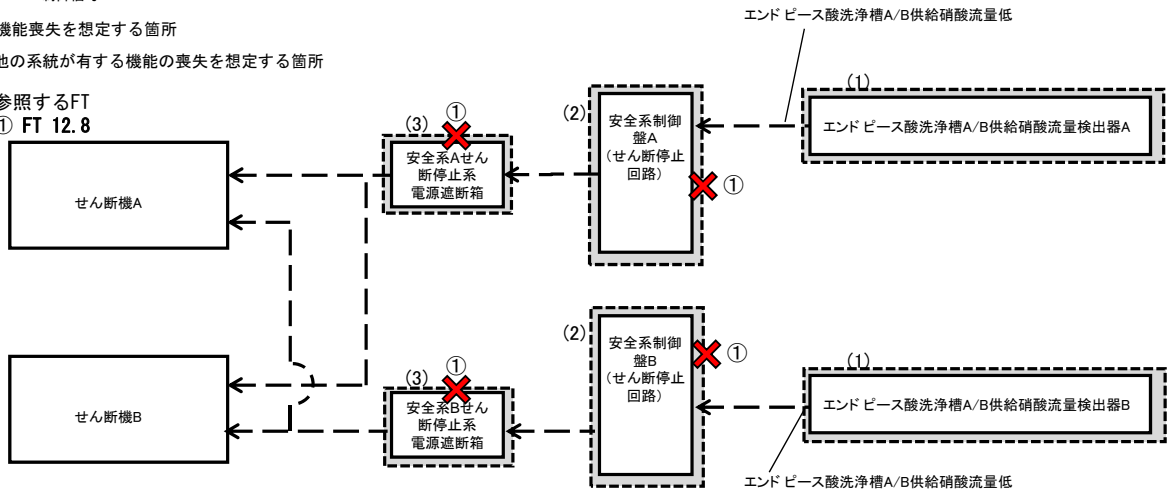 機能喪失を想定する箇所
他の系統が有する機能の喪失を想定する箇所
参照するFT
① FT 12.8
エンドピース酸洗浄槽A/B供給硝酸流量低
(1)
エンドピース酸洗浄槽A/B供給硝酸流量検出器A
(2)
安全系制御
盤A
(せん断停止
回路)
①
(3)
①
安全系Aせん
断停止系
電源遮断箱
せん断機A
せん断機B
(3)
①
安全系Bせん
断停止系
電源遮断箱
(2)
安全系制御
盤B
(せん断停止
回路)
①
(1)
エンドピース酸洗浄槽A/B供給硝酸流量検出器B
エンドピース酸洗浄槽A/B供給硝酸流量低